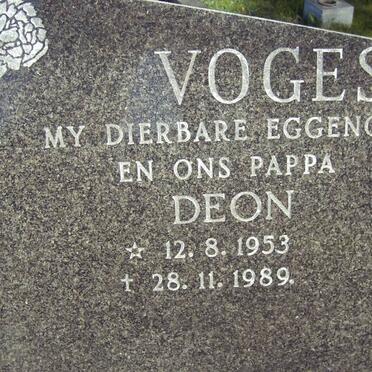 VOGES
MY DIERBARE EGGENO
EN ONS PAPPA
DEON
☆ 12. 8. 1953
† 28. 11. 1989.